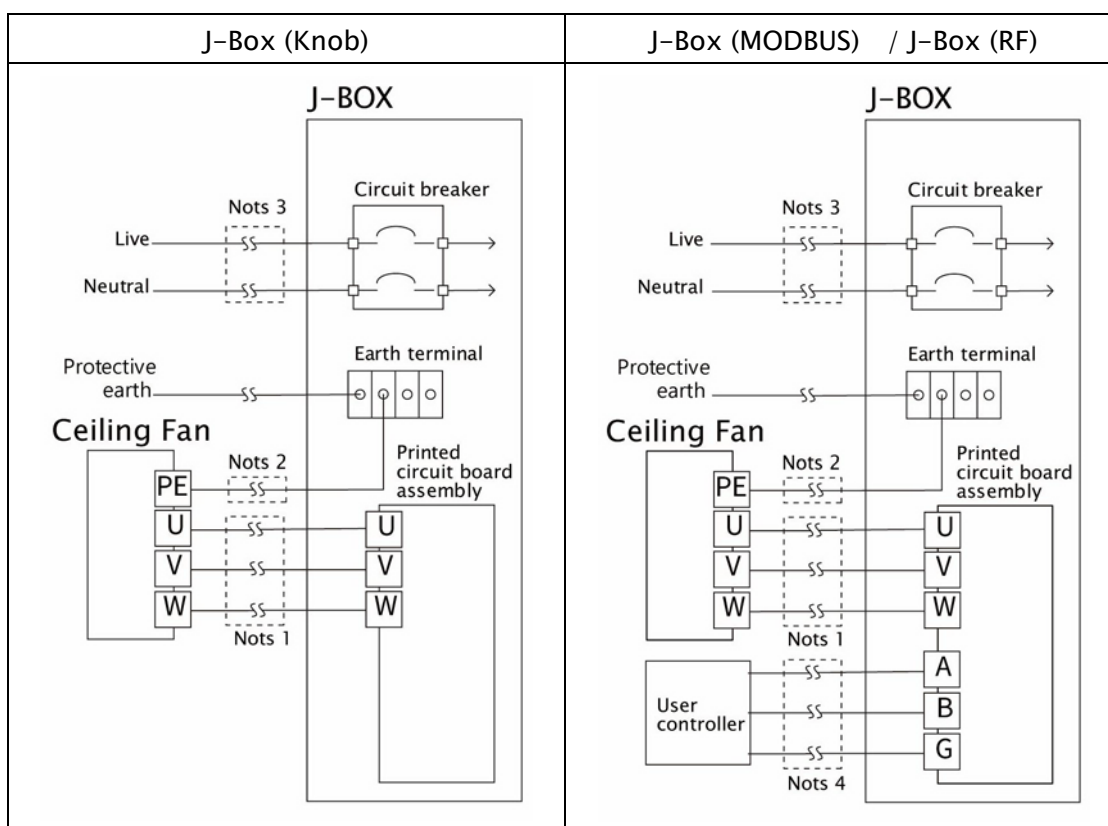 J-Box (Knob)
J-BOX
Circuit breaker
Nots 3
Live
Neutral
Earth terminal
Protective
earth
Ceiling Fan
Nots 2
Printed
circuit board
assembly
PE
U
U
V
V
W
W
Nots 1
J-Box (MODBUS) / J-Box (RF)
J-BOX
Circuit breaker
Nots 3
Live
Neutral
Earth terminal
Protective
earth
Ceiling Fan
Nots 2
Printed
circuit board
assembly
PE
U
U
V
V
W
W
Nots 1
A
User
controller
B
G
Nots 4